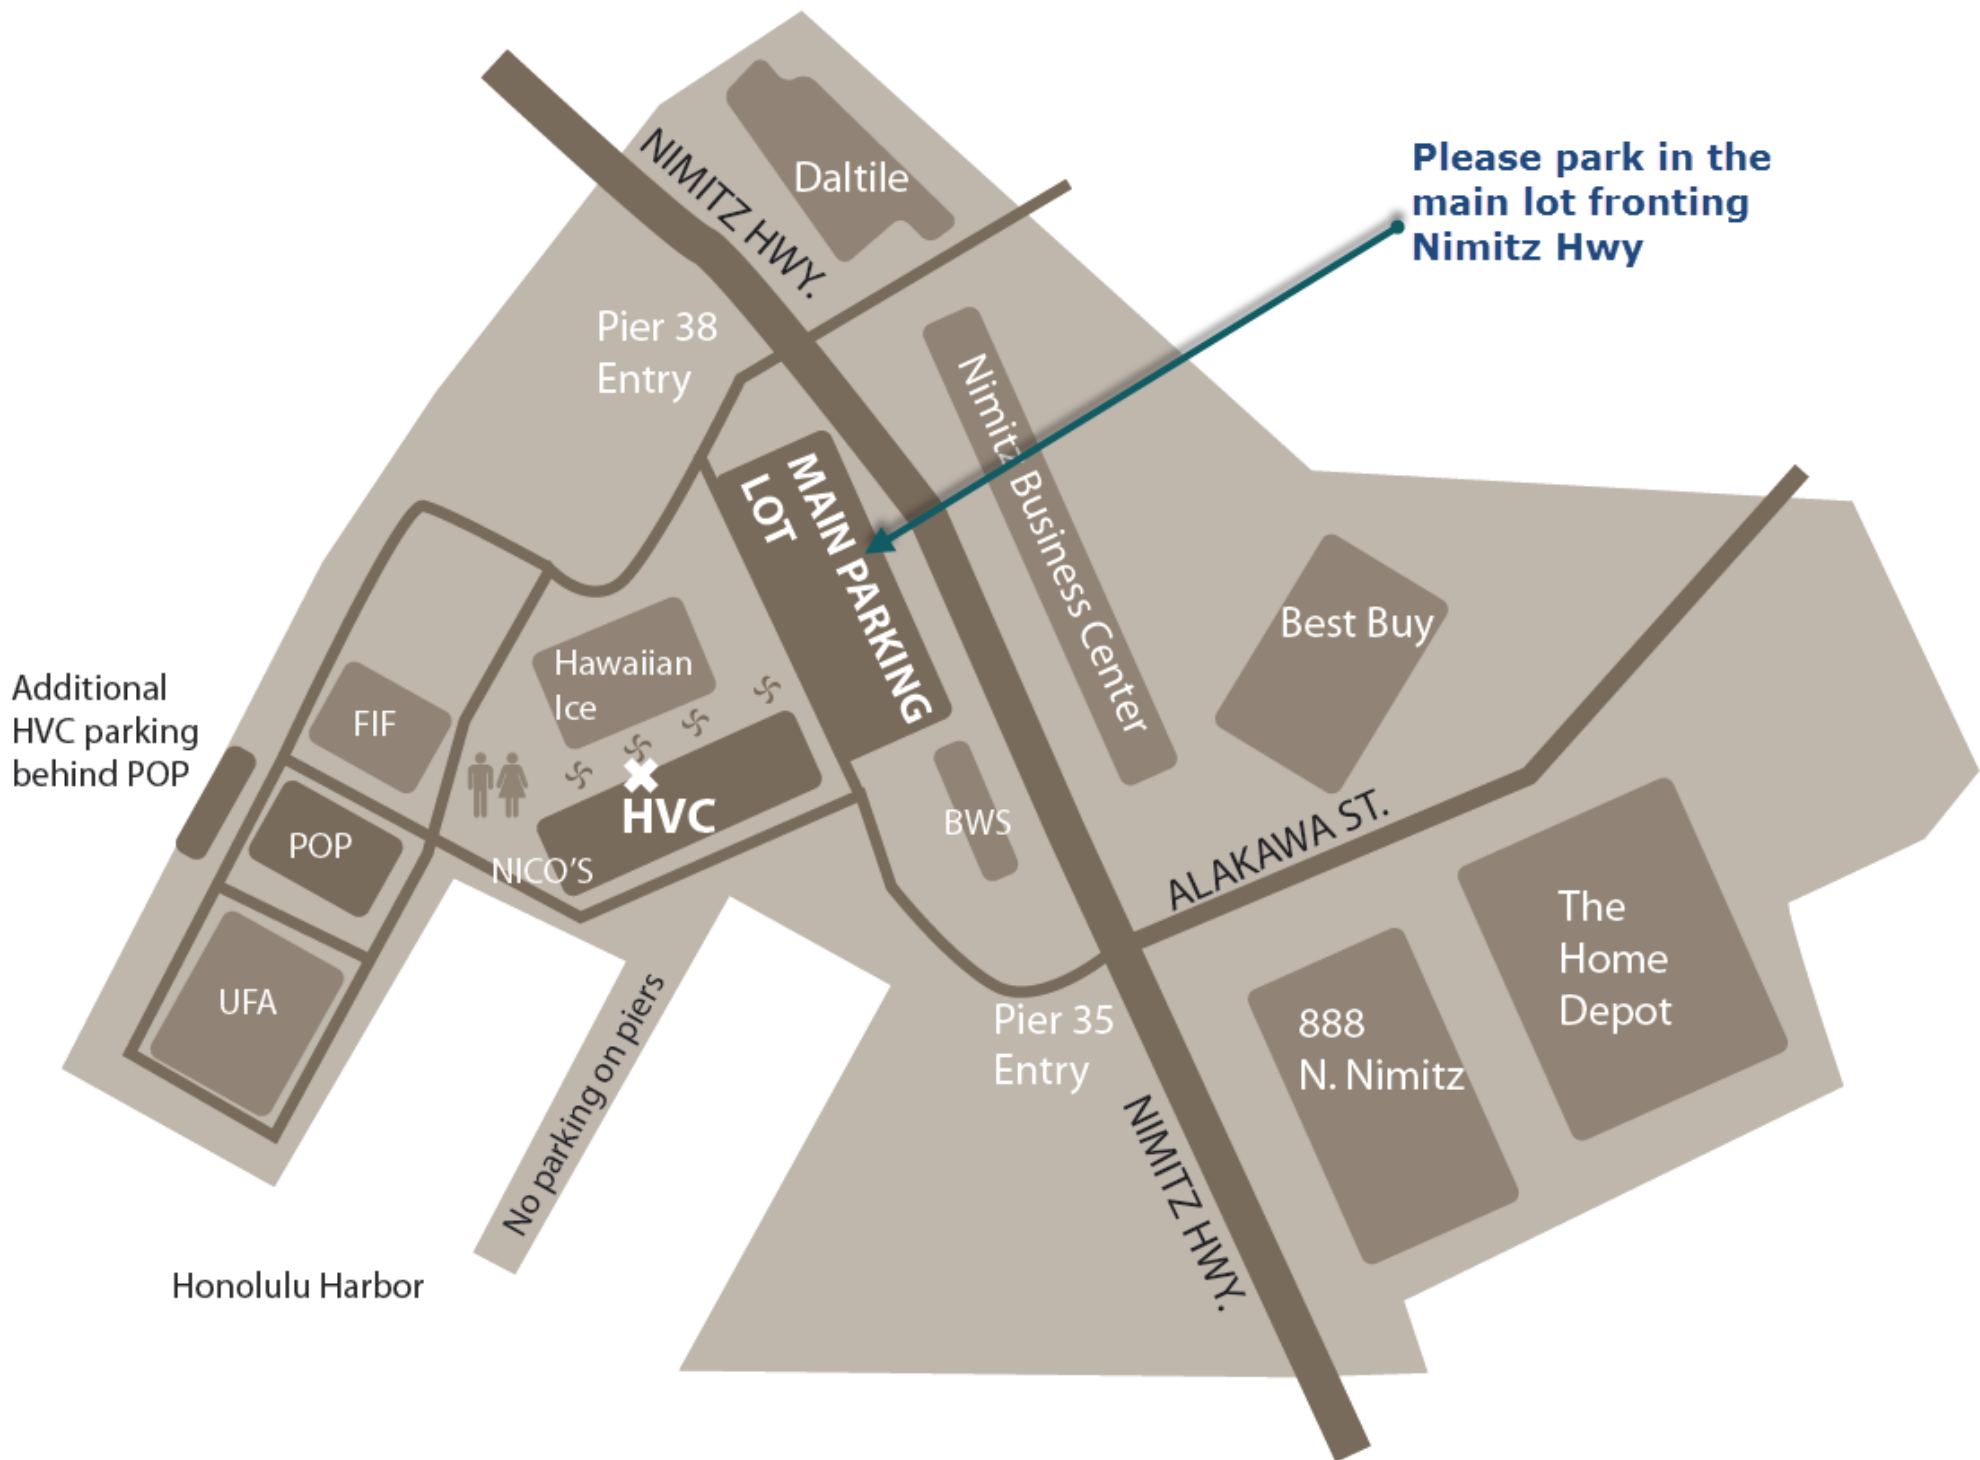 Daltile
NIMITZ HWY.
Please park in the
main lot fronting
Nimitz Hwy
Pier 38
Entry
Nimitz Business Center
MAIN PARKING
LOT
Best Buy
Hawaiian
Ice
Additional
HVC parking
behind POP
FIF
HVC
POP
NICO'S
BWS
ALAKAWA ST.
The
Home
Depot
UFA
No parking on piers
Pier 35
Entry
888
N. Nimitz
NIMITZ HWY.
Honolulu Harbor